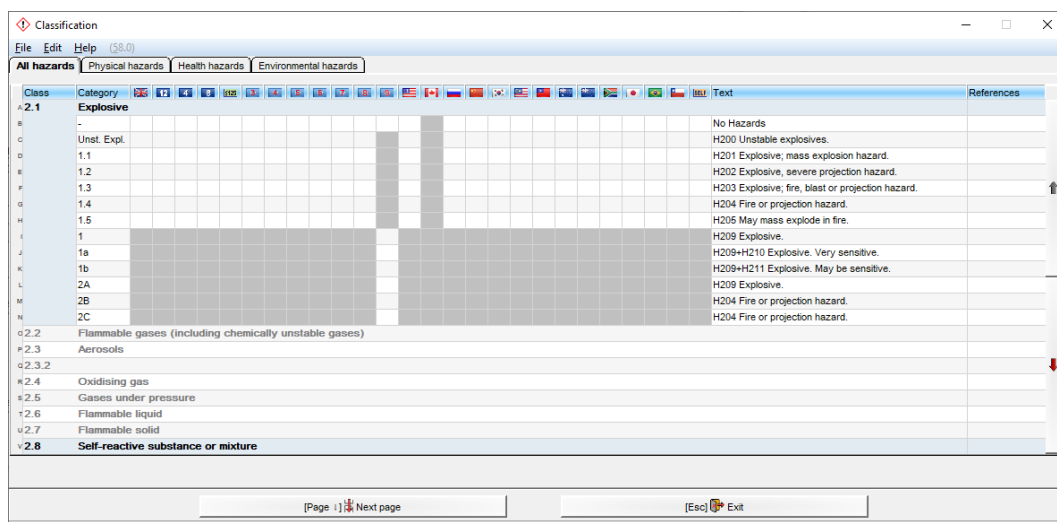 Classification
File Edit Help (58.0)
All hazards Physical hazards Health hazards Environmental hazards
Class Category 12 4 8 Text References
A 2.1 Explosive
B - No Hazards
C Unst. Expl. H200 Unstable explosives.
D 1.1 H201 Explosive; mass explosion hazard.
E 1.2 H202 Explosive, severe projection hazard.
F 1.3 H203 Explosive; fire, blast or projection hazard.
G 1.4 H204 Fire or projection hazard.
H 1.5 H205 May mass explode in fire.
I 1 H209 Explosive.
J 1a H209+H210 Explosive. Very sensitive.
K 1b H209+H211 Explosive. May be sensitive.
L 2A H209 Explosive.
M 2B H204 Fire or projection hazard.
N 2C H204 Fire or projection hazard.
O 2.2 Flammable gases (including chemically unstable gases)
P 2.3 Aerosols
Q 2.3.2
R 2.4 Oxidising gas
S 2.5 Gases under pressure
T 2.6 Flammable liquid
U 2.7 Flammable solid
V 2.8 Self-reactive substance or mixture
[Page ↓] Next page [Esc] Exit